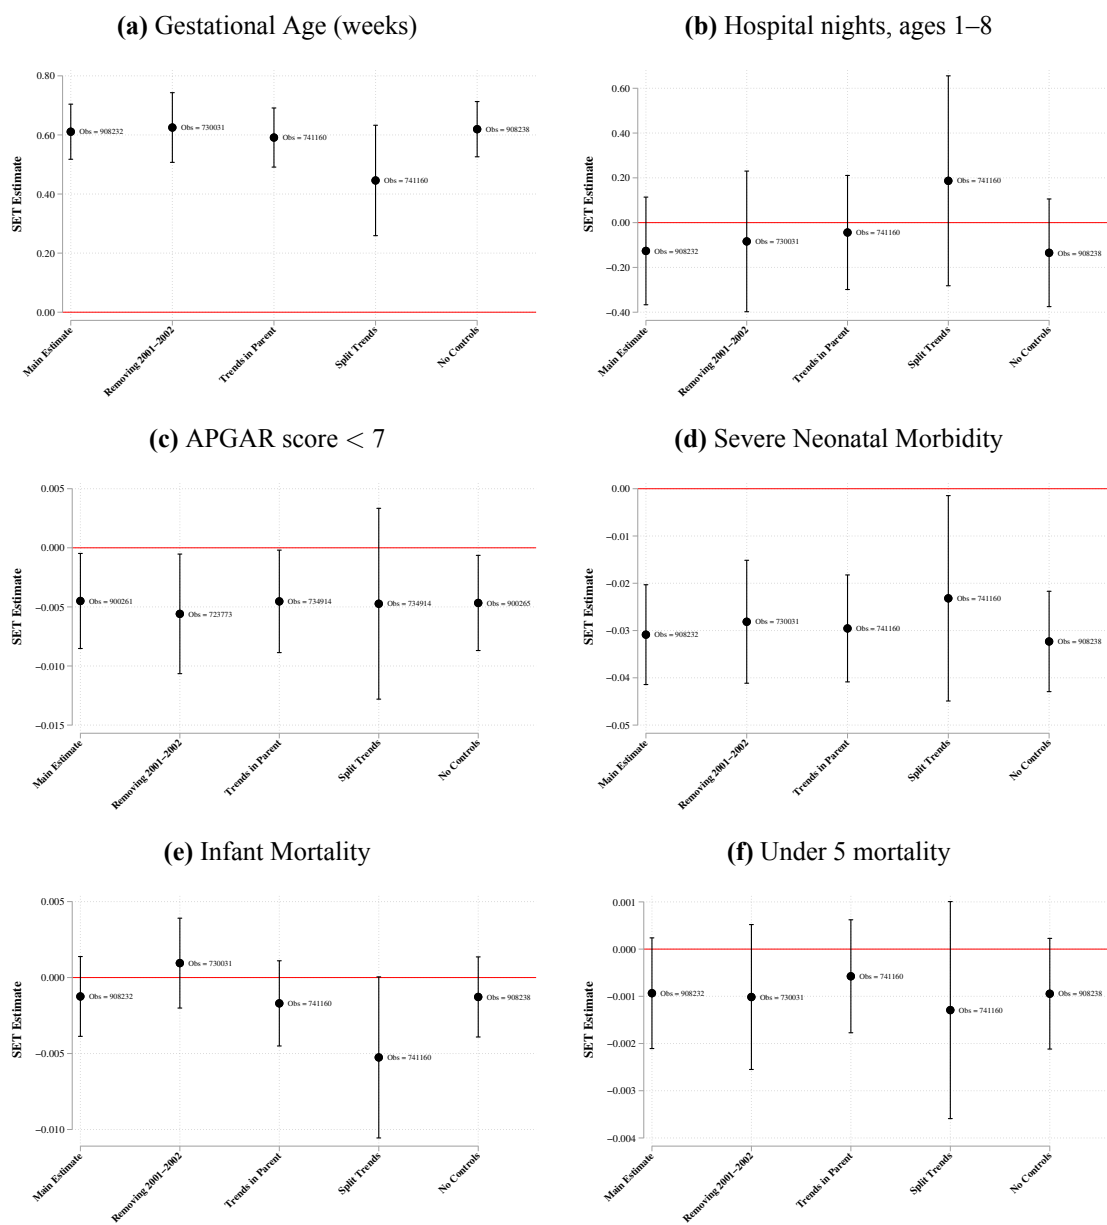 (a) Gestational Age (weeks)
SET Estimate
0.80
0.60
0.40
0.20
0.00
Obs = 908232
Obs = 730031
Obs = 741160
Obs = 741160
Obs = 908238
Main Estimate
Removing 2001–2002
Trends in Parent
Split Trends
No Controls
(b) Hospital nights, ages 1–8
SET Estimate
0.60
0.40
0.20
0.00
−0.20
−0.40
Obs = 908232
Obs = 730031
Obs = 741160
Obs = 741160
Obs = 908238
Main Estimate
Removing 2001–2002
Trends in Parent
Split Trends
No Controls
(c) APGAR score < 7
SET Estimate
0.005
0.000
−0.005
−0.010
−0.015
Obs = 900261
Obs = 723773
Obs = 734914
Obs = 734914
Obs = 900265
Main Estimate
Removing 2001–2002
Trends in Parent
Split Trends
No Controls
(d) Severe Neonatal Morbidity
SET Estimate
0.00
−0.01
−0.02
−0.03
−0.04
−0.05
Obs = 908232
Obs = 730031
Obs = 741160
Obs = 741160
Obs = 908238
Main Estimate
Removing 2001–2002
Trends in Parent
Split Trends
No Controls
(e) Infant Mortality
SET Estimate
0.005
0.000
−0.005
−0.010
Obs = 908232
Obs = 730031
Obs = 741160
Obs = 741160
Obs = 908238
Main Estimate
Removing 2001–2002
Trends in Parent
Split Trends
No Controls
(f) Under 5 mortality
SET Estimate
0.001
0.000
−0.001
−0.002
−0.003
−0.004
Obs = 908232
Obs = 730031
Obs = 741160
Obs = 741160
Obs = 908238
Main Estimate
Removing 2001–2002
Trends in Parent
Split Trends
No Controls